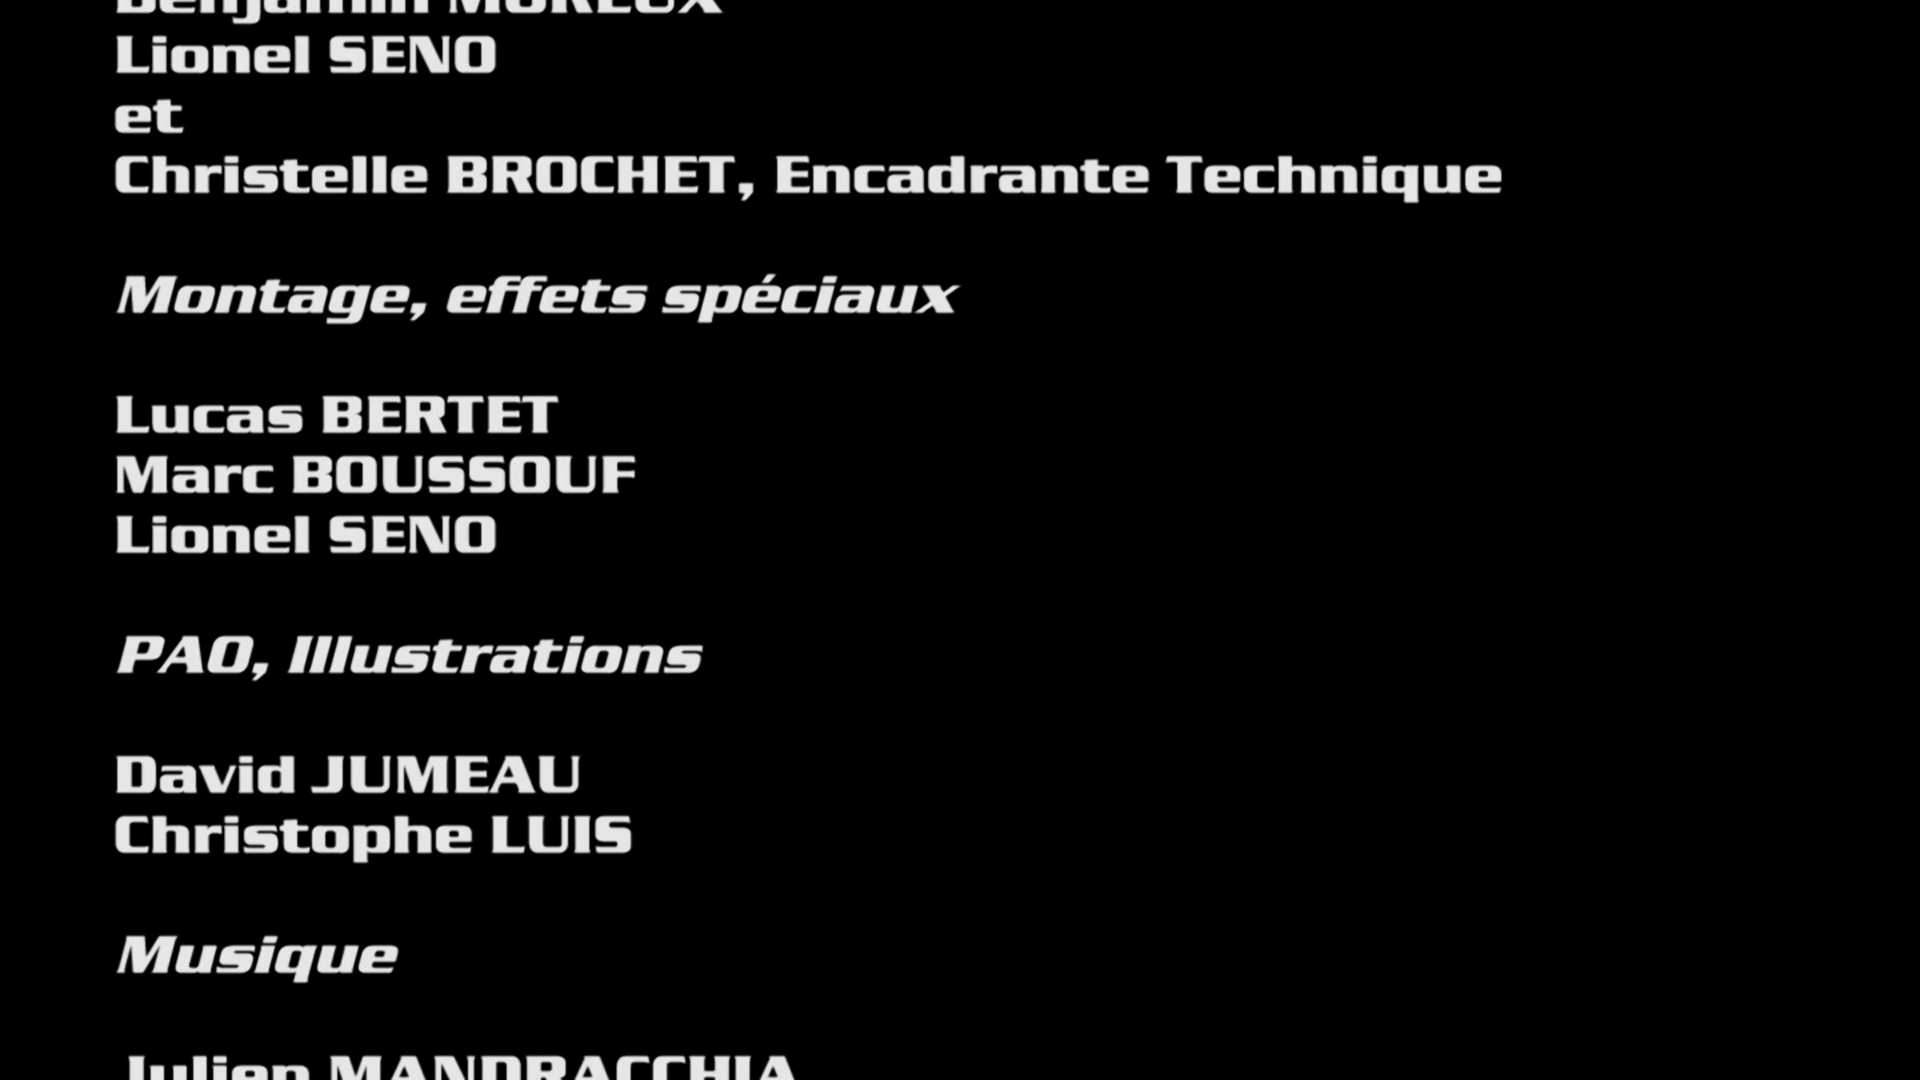 Benjamin MOREUX
Lionel SENO
et
Christelle BROCHET, Encadrante Technique
Montage, effets spéciaux
Lucas BERTET
Marc BOUSSOUF
Lionel SENO
PAO, Illustrations
David JUMEAU
Christophe LUIS
Musique
Julien MANDRACCHIA